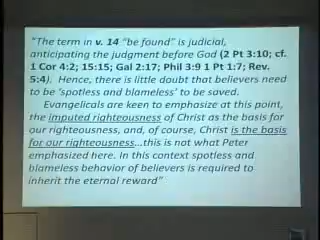 "The term in v. 14 "be found" is judicial,
anticipating the judgment before God (2 Pt 3:10; cf.
1 Cor 4:2; 15:15; Gal 2:17; Phil 3:9 1 Pt 1:7; Rev.
5:4). Hence, there is little doubt that believers need
to be 'spotless and blameless' to be saved.
Evangelicals are keen to emphasize at this point,
the imputed righteousness of Christ as the basis for
our righteousness, and, of course, Christ is the basis
for our righteousness...this is not what Peter
emphasized here. In this context spotless and
blameless behavior of believers is required to
inherit the eternal reward"